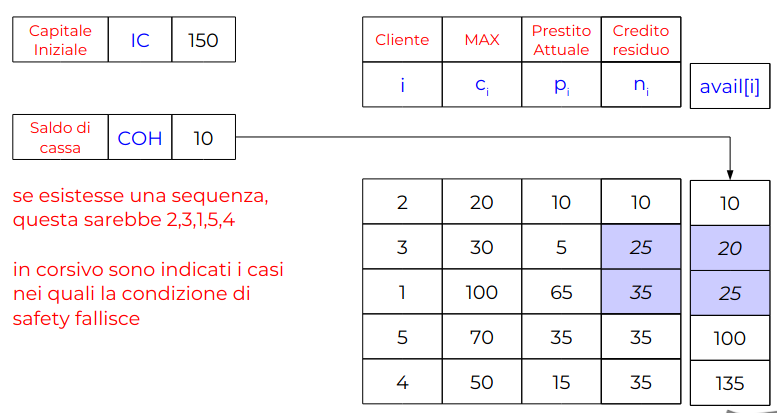 Capitale
Iniziale
IC
150
Cliente
MAX
Prestito
Attuale
Credito
residuo
i
ci
pi
ni
avail[i]
Saldo di
cassa
COH
10
se esistesse una sequenza,
questa sarebbe 2,3,1,5,4
in corsivo sono indicati i casi
nei quali la condizione di
safety fallisce
2 20 10 10 10
3 30 5 25 20
1 100 65 35 25
5 70 35 35 100
4 50 15 35 135